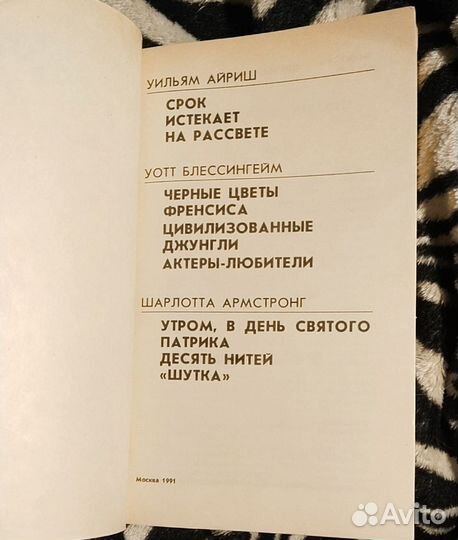 УИЛЬЯМ АЙРИШ
СРОК
ИСТЕКАЕТ
НА РАССВЕТЕ
УОТТ БЛЕССИНГЕЙМ
ЧЕРНЫЕ ЦВЕТЫ
ФРЕНСИСА
ЦИВИЛИЗОВАННЫЕ
ДЖУНГЛИ
АКТЕРЫ-ЛЮБИТЕЛИ
ШАРЛОТТА АРМСТРОНГ
УТРОМ, В ДЕНЬ СВЯТОГО
ПАТРИКА
ДЕСЯТЬ НИТЕЙ
«ШУТКА»
Москва 1991
Avito